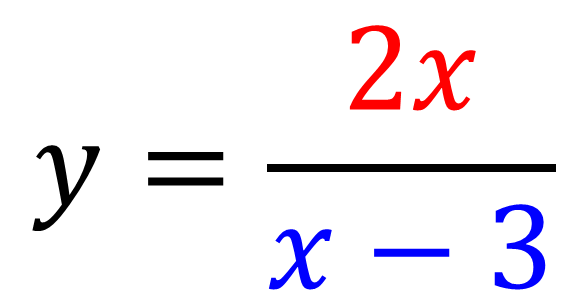 y = 2x / x − 3